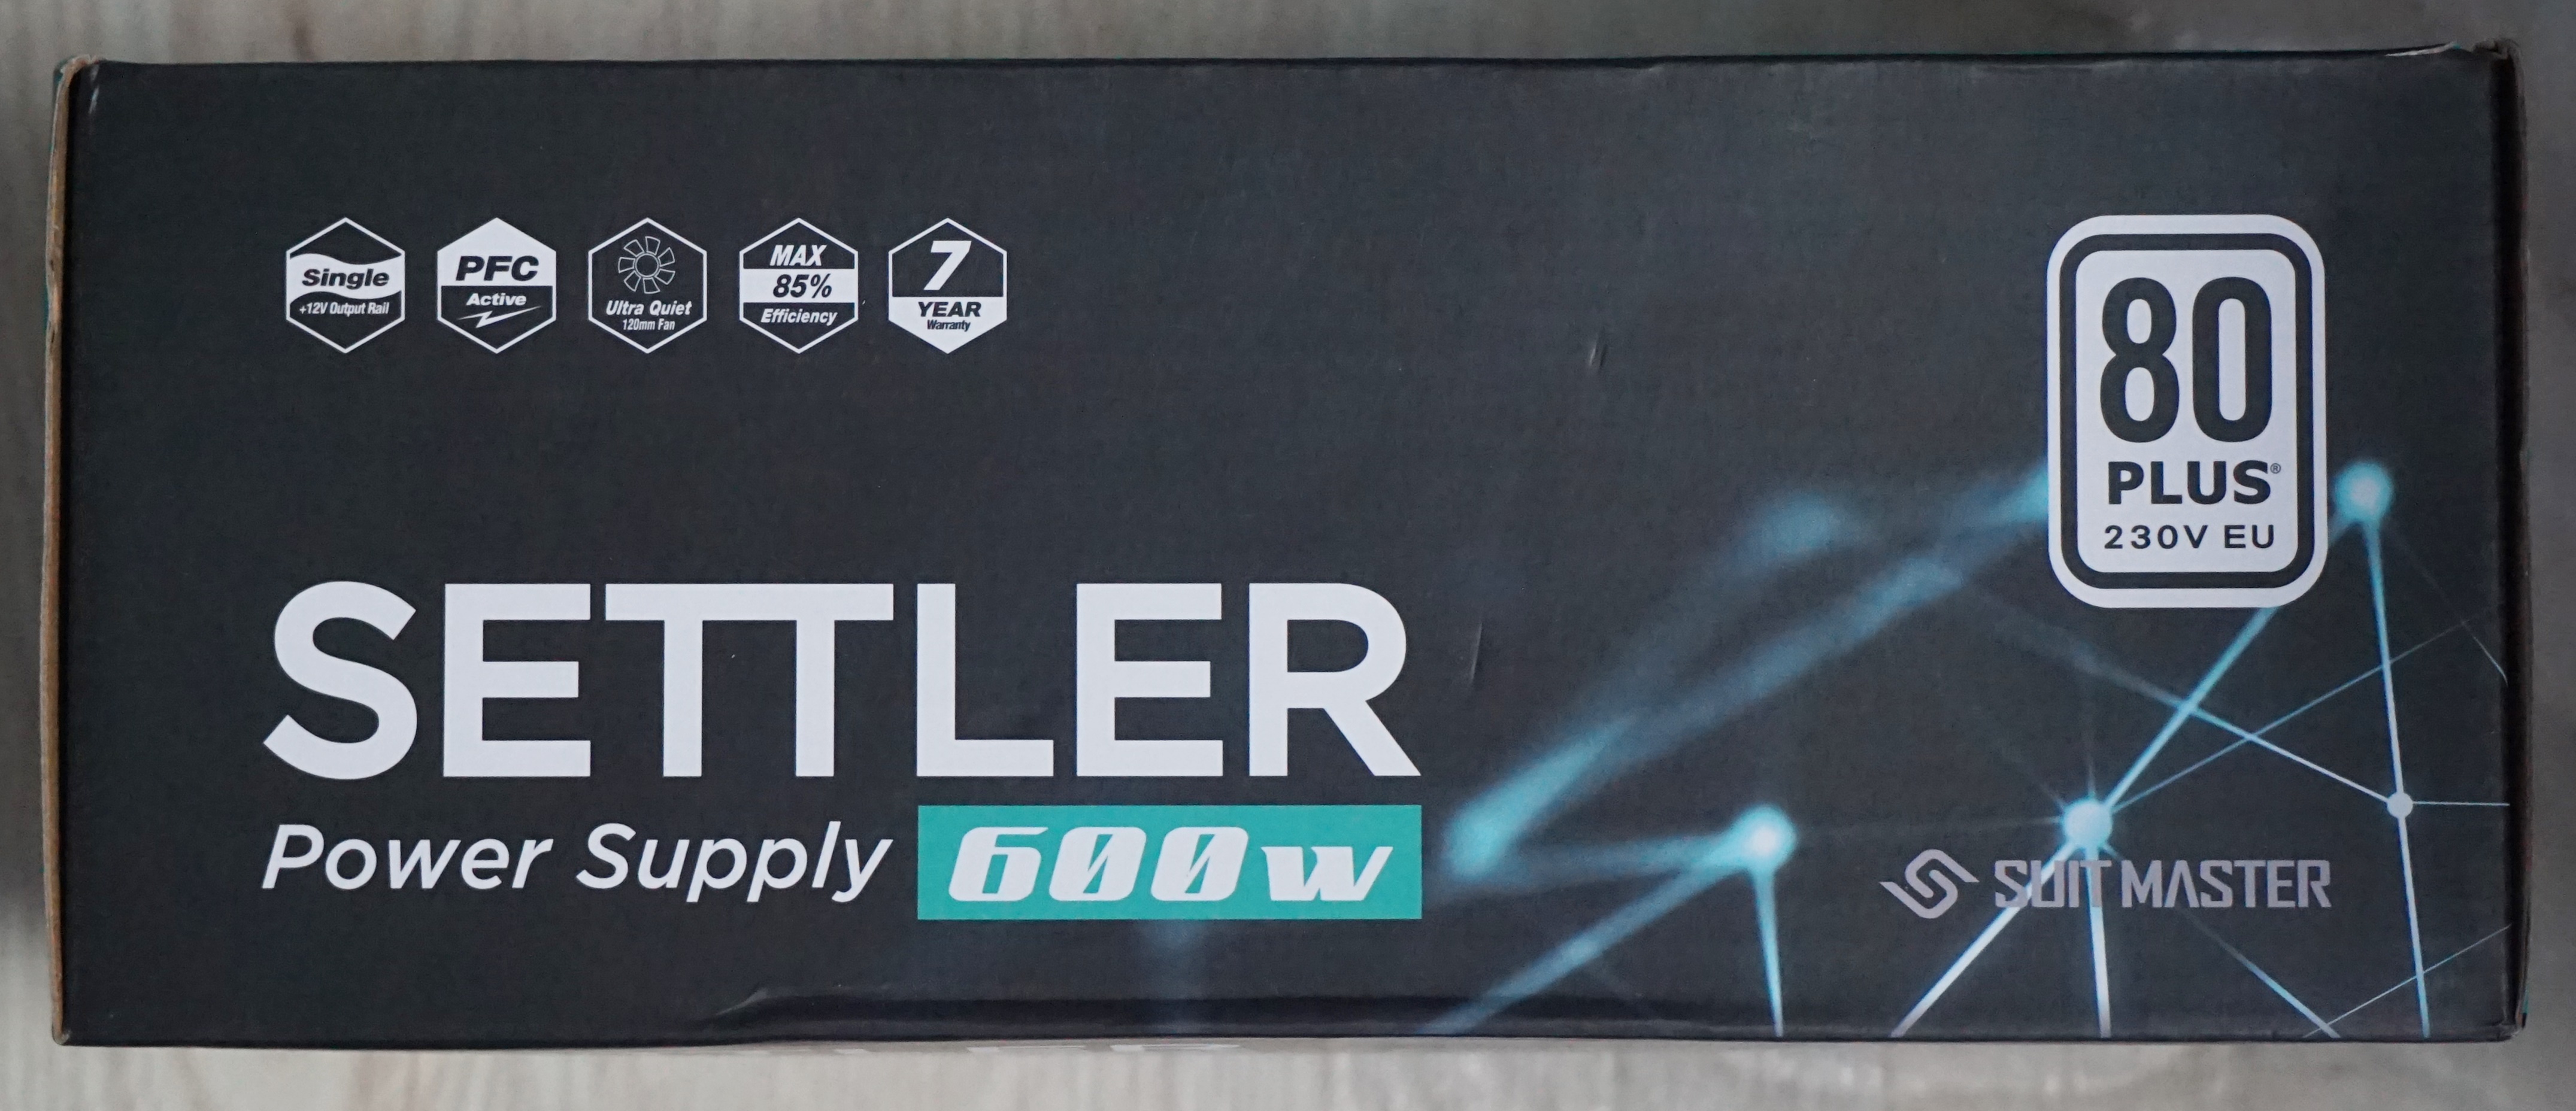 Single
+12V Output Rail
PFC
Active
Ultra Quiet
120mm Fan
MAX
85%
Efficiency
7
YEAR
Warranty
80
PLUS®
230V EU
SETTLER
Power Supply 600w
SUIT MASTER